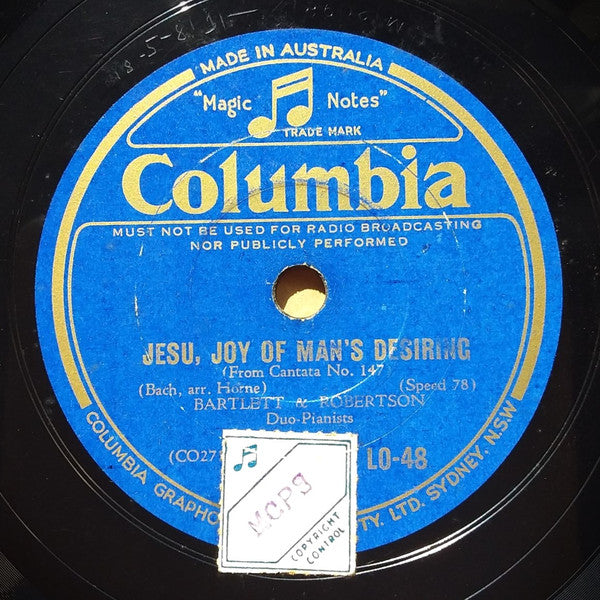 MADE IN AUSTRALIA
"Magic Notes"
TRADE MARK
Columbia
MUST NOT BE USED FOR RADIO BROADCASTING
NOR PUBLICLY PERFORMED
JESU, JOY OF MAN'S DESIRING
(From Cantata No. 147
(Bach, arr. Horne) (Speed 78)
BARTLETT & ROBERTSON
Duo-Pianists
(CO271 LO-48
COLUMBIA GRAPHO TY. LTD. SYDNEY, NSW
MCPS
COPYRIGHT
CONTROL